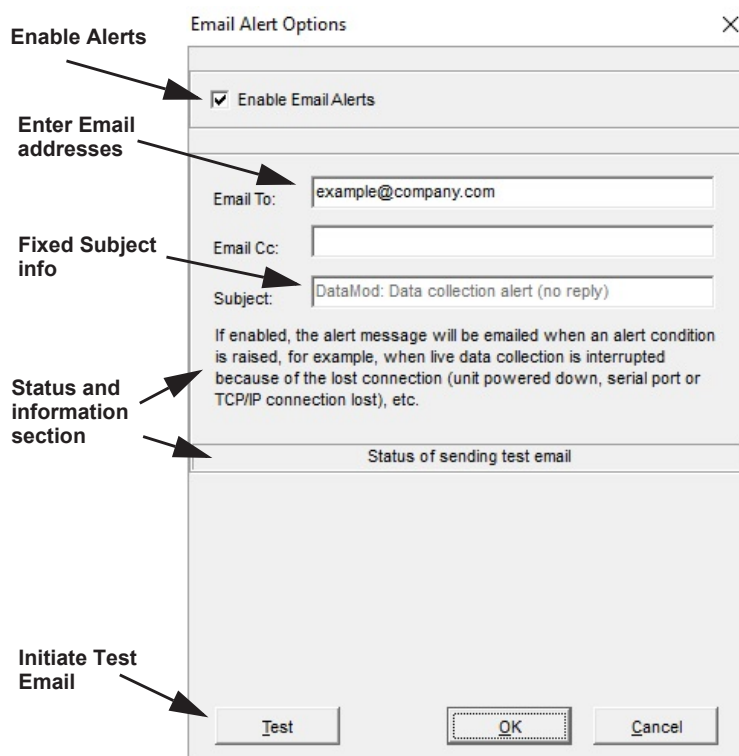 Email Alert Options
Enable Alerts
Enable Email Alerts
Enter Email
addresses
Email To:
example@company.com
Email Cc:
Fixed Subject
info
Subject:
DataMod: Data collection alert (no reply)
If enabled, the alert message will be emailed when an alert condition
is raised, for example, when live data collection is interrupted
because of the lost connection (unit powered down, serial port or
TCP/IP connection lost), etc.
Status and
information
section
Status of sending test email
Initiate Test
Email
Test
OK
Cancel